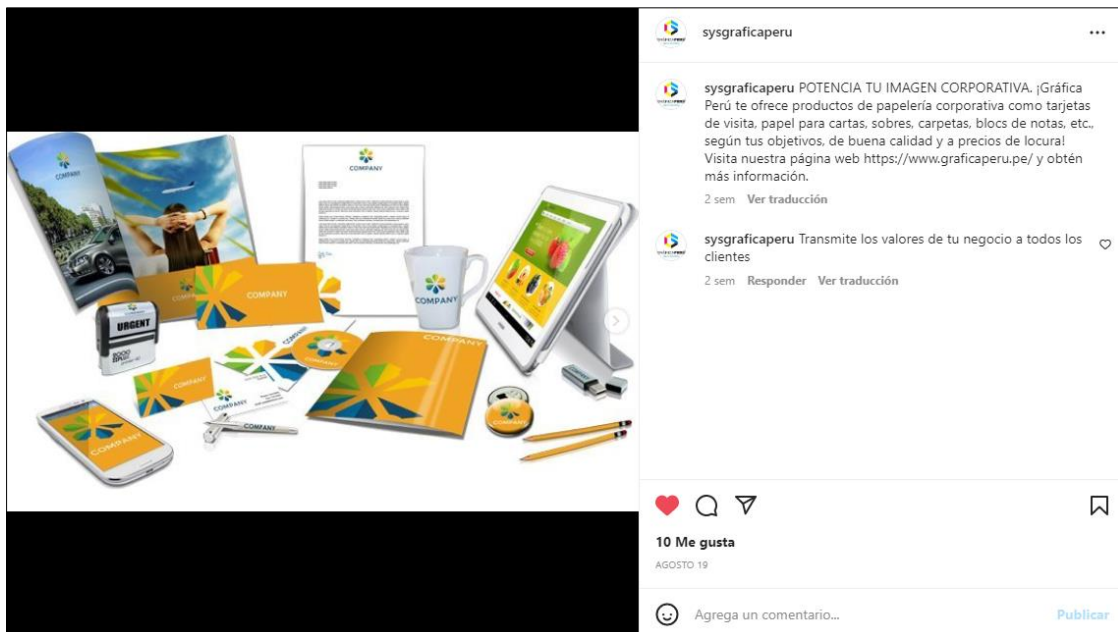 sysgraficaperu
sysgraficaperu POTENCIA TU IMAGEN CORPORATIVA. ¡Gráfica
Perú te ofrece productos de papelería corporativa como tarjetas
de visita, papel para cartas, sobres, carpetas, blocs de notas, etc.,
según tus objetivos, de buena calidad y a precios de locura!
Visita nuestra página web https://www.graficaperu.pe/ y obtén
más información.
2 sem Ver traducción
sysgraficaperu Transmite los valores de tu negocio a todos los
clientes
2 sem Responder Ver traducción
10 Me gusta
AGOSTO 19
Agrega un comentario...
Publicar
COMPANY
COMPANY
COMPANY
COMPANY
URGENT
COMPANY
COMPANY
COMPANY
COMPANY
COMPANY
COMPANY
COMPANY